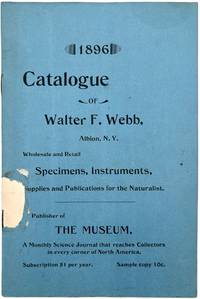 1896
Catalogue
OF
Walter F. Webb,
Albion, N. Y.
Wholesale and Retail
Specimens, Instruments,
Supplies and Publications for the Naturalist.
Publisher of
THE MUSEUM,
A Monthly Science Journal that reaches Collectors
in every corner of North America.
Subscription $1 per year. Sample copy 10c.